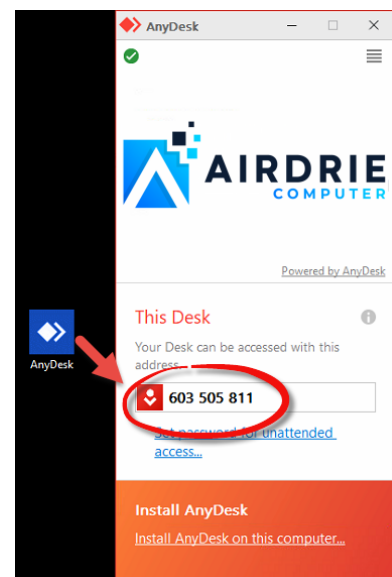 AnyDesk
AIRDRIE
COMPUTER
Powered by AnyDesk
AnyDesk
This Desk
Your Desk can be accessed with this
address.
603 505 811
Set password for unattended
access...
Install AnyDesk
Install AnyDesk on this computer...